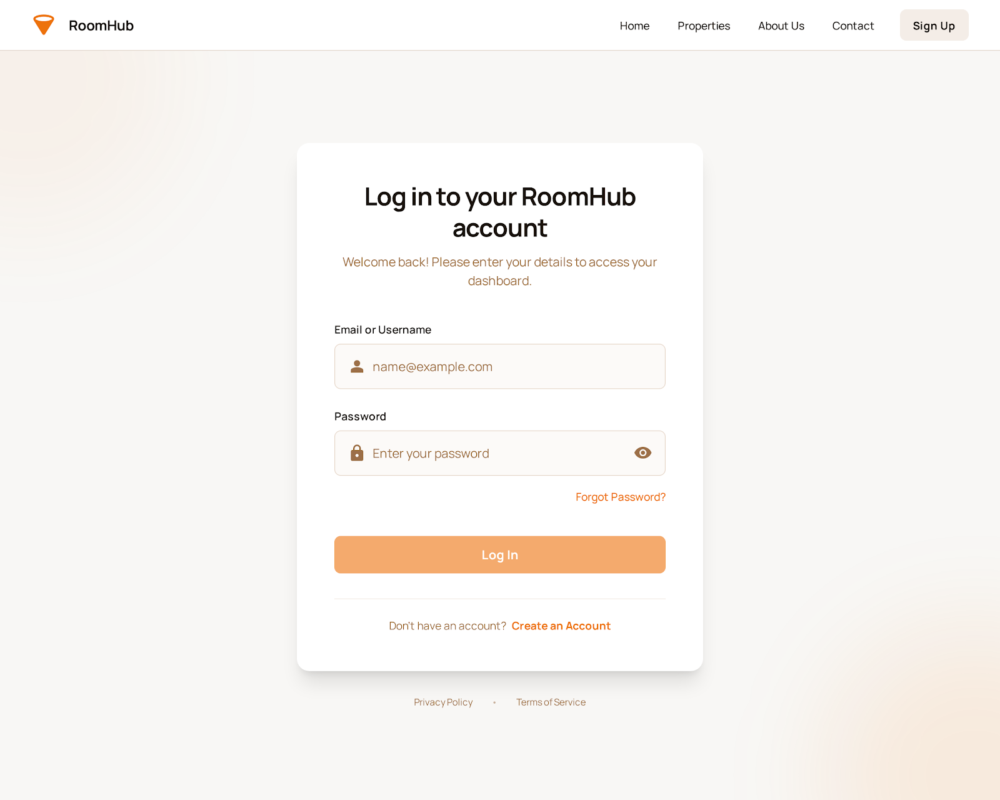 RoomHub
Home
Properties
About Us
Contact
Sign Up
Log in to your RoomHub
account
Welcome back! Please enter your details to access your
dashboard.
Email or Username
name@example.com
Password
Enter your password
Forgot Password?
Log In
Don't have an account? Create an Account
Privacy Policy • Terms of Service